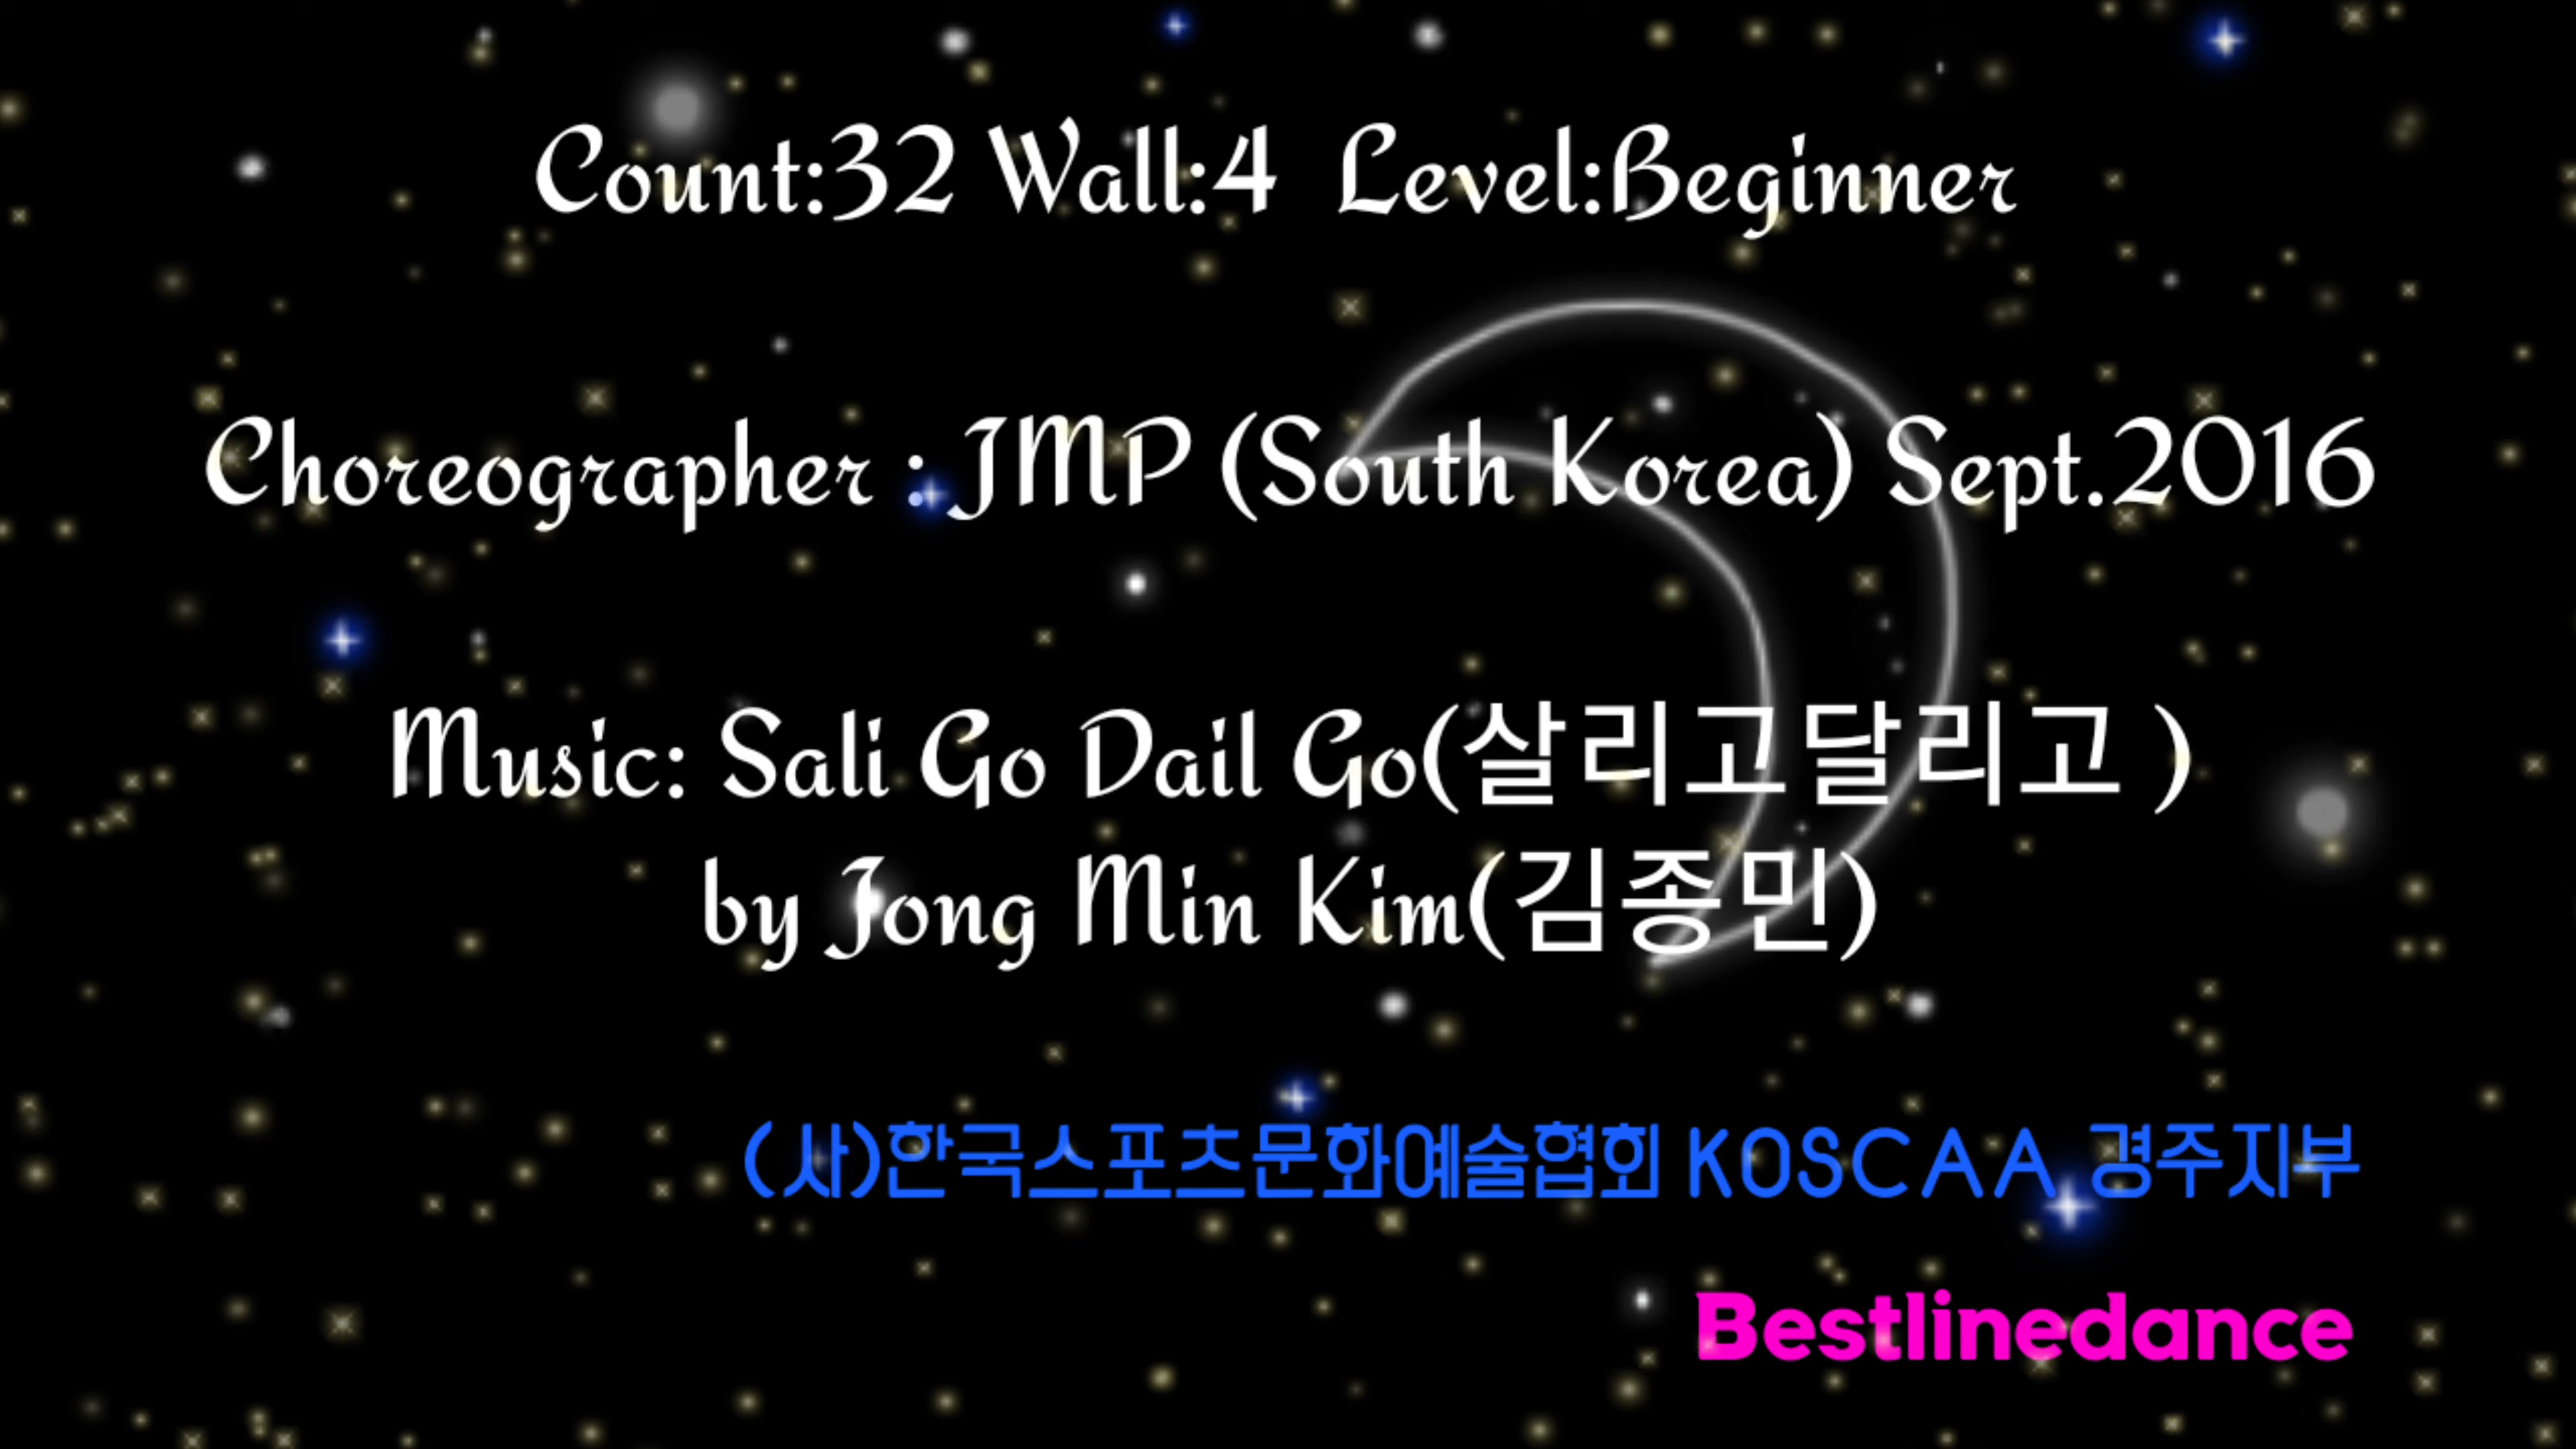 Count:32 Wall:4 Level:Beginner
Choreographer : JMP (South Korea) Sept.2016
Music: Sali Go Dail Go(살리고달리고 )
by Jong Min Kim(김종민)
(사)한국스포츠문화예술협회 KOSCAA 경주지부
Bestlinedance